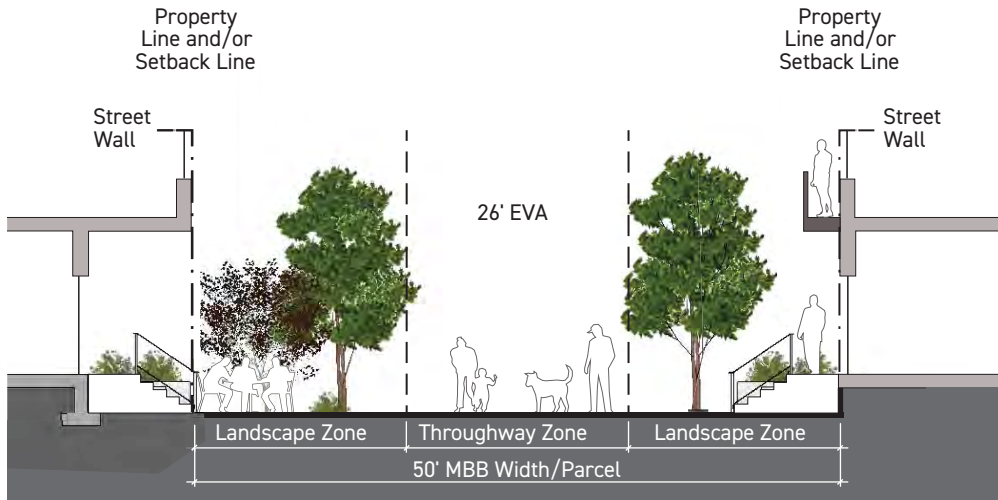 Property
Line and/or
Setback Line
Property
Line and/or
Setback Line
Street
Wall
Street
Wall
26' EVA
Landscape Zone
Throughway Zone
Landscape Zone
50' MBB Width/Parcel